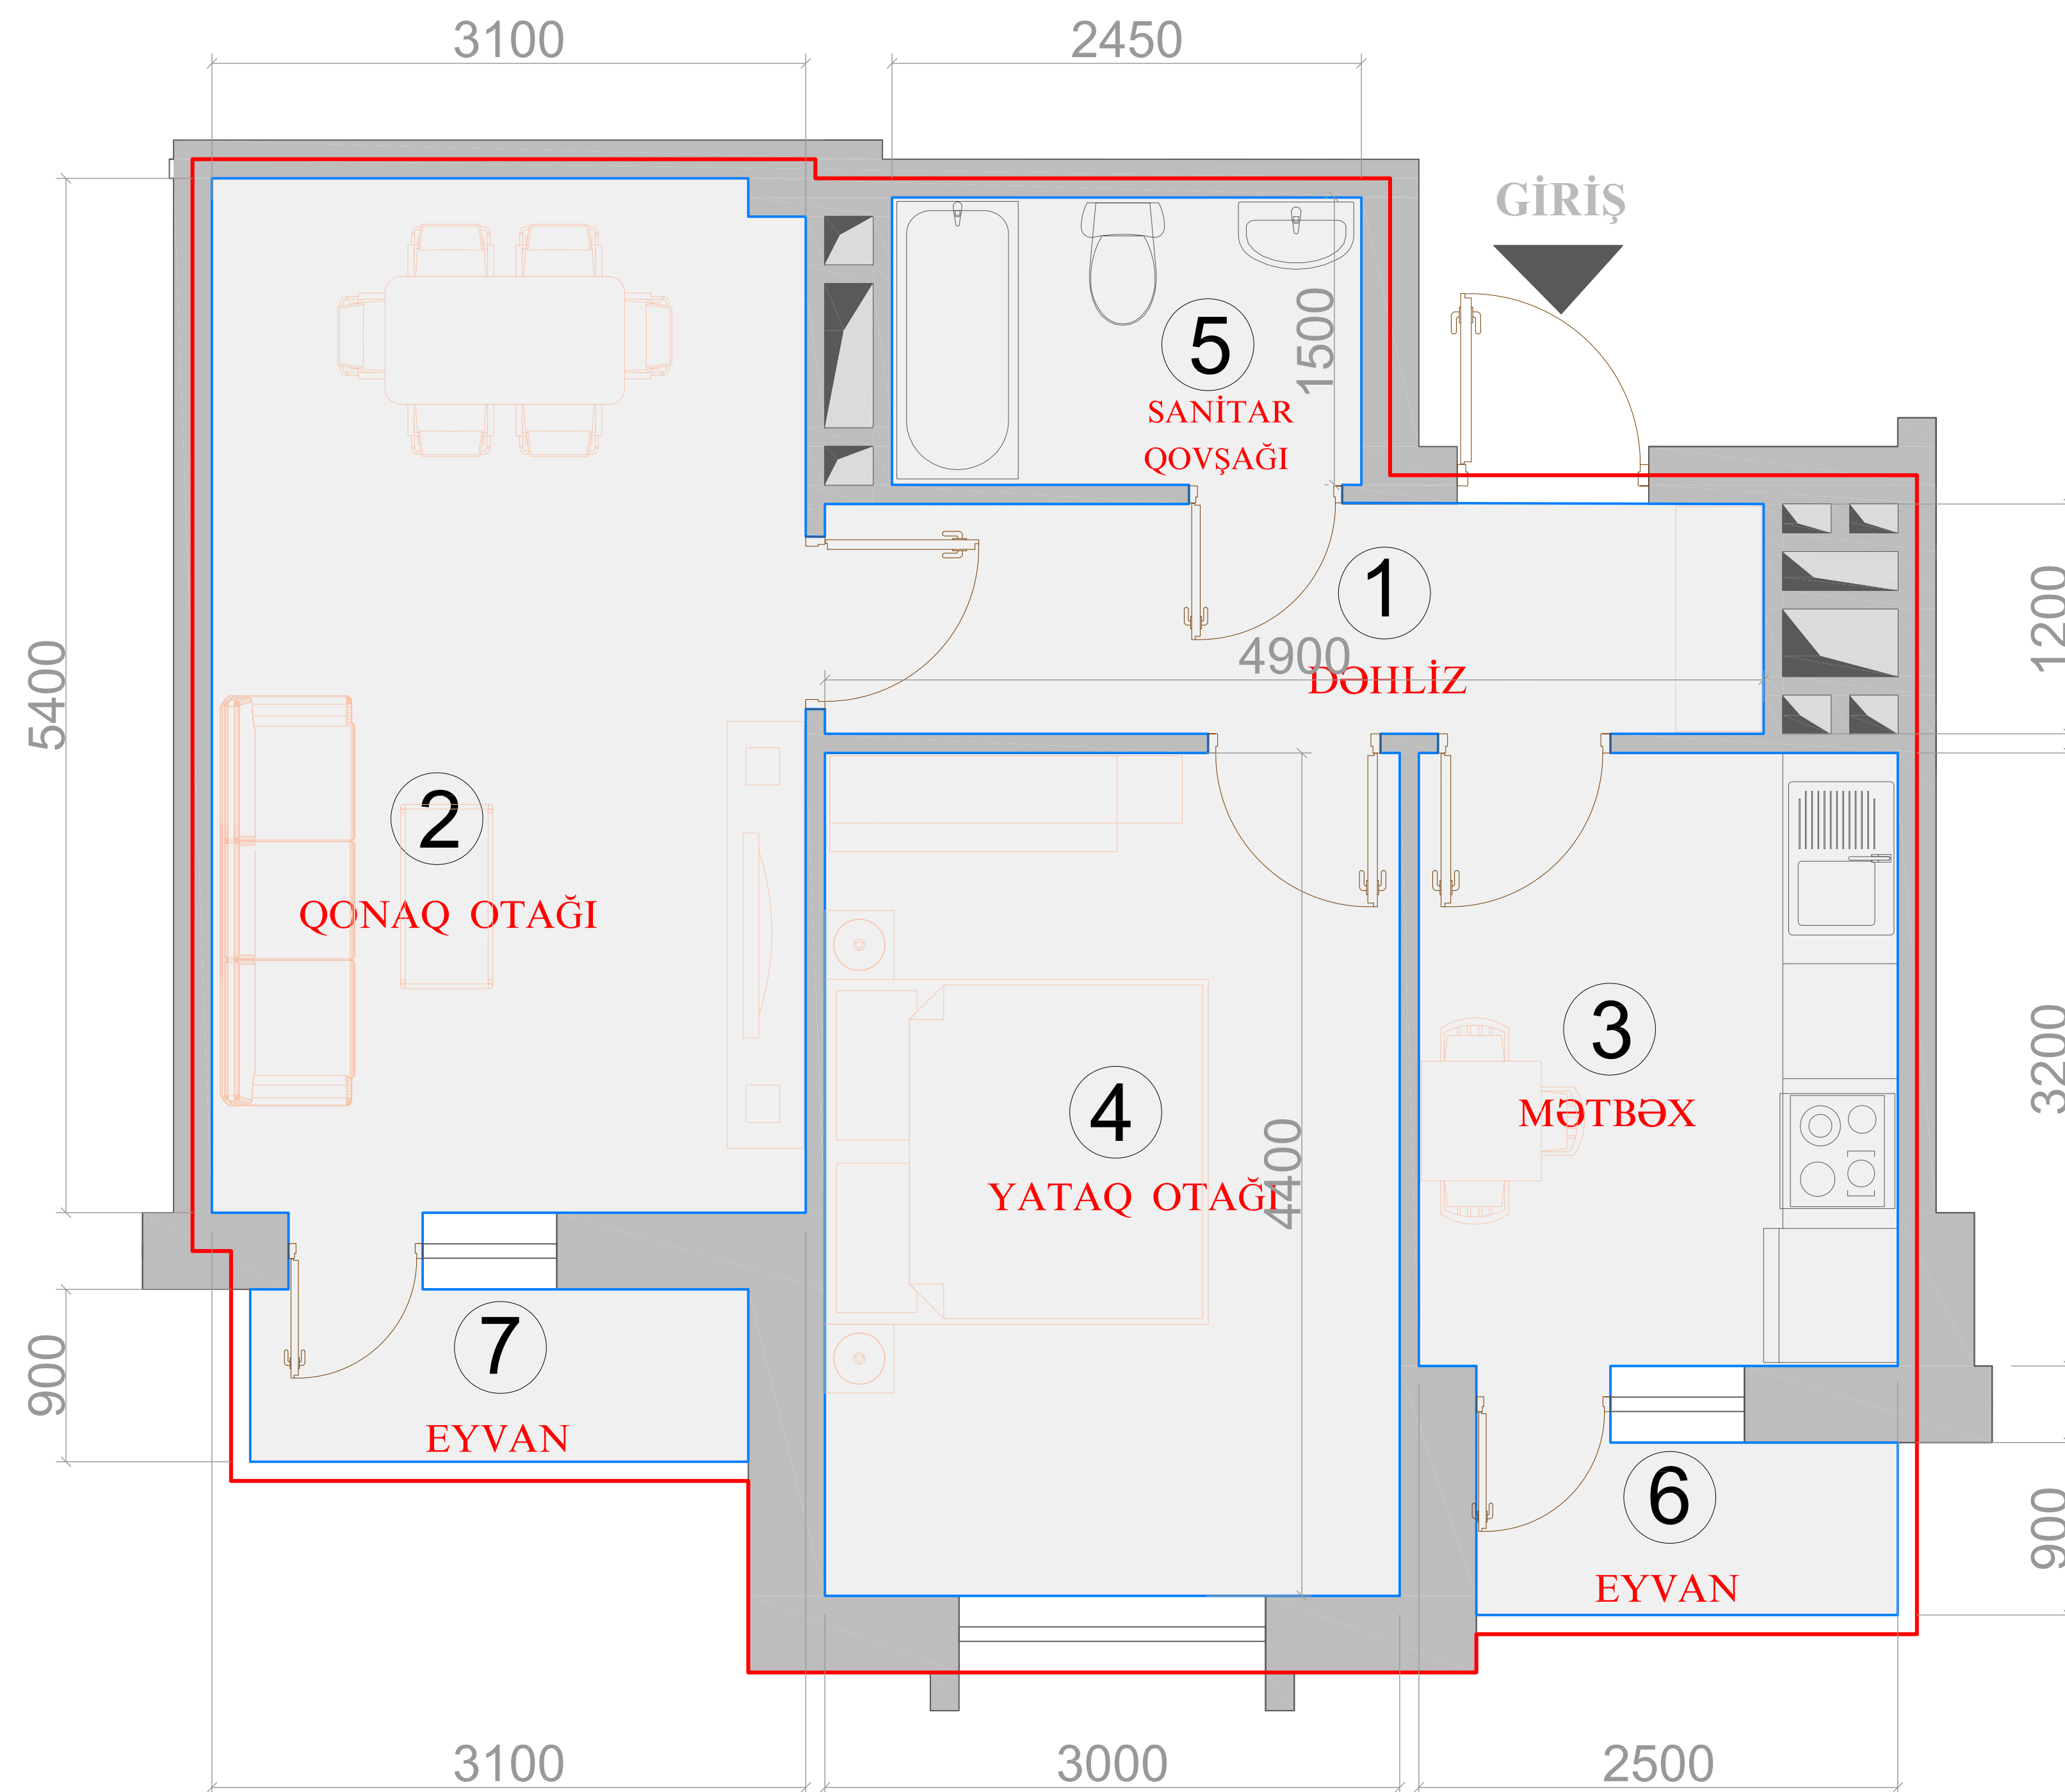 3100
2450
GİRİŞ
5
1500
SANİTAR
QOVŞAĞI
1
1200
4900
DƏHLİZ
5400
2
QONAQ OTAĞI
3
3200
MƏTBƏX
4
YATAQ OTAĞI
4400
7
900
EYVAN
6
900
EYVAN
3100
3000
2500